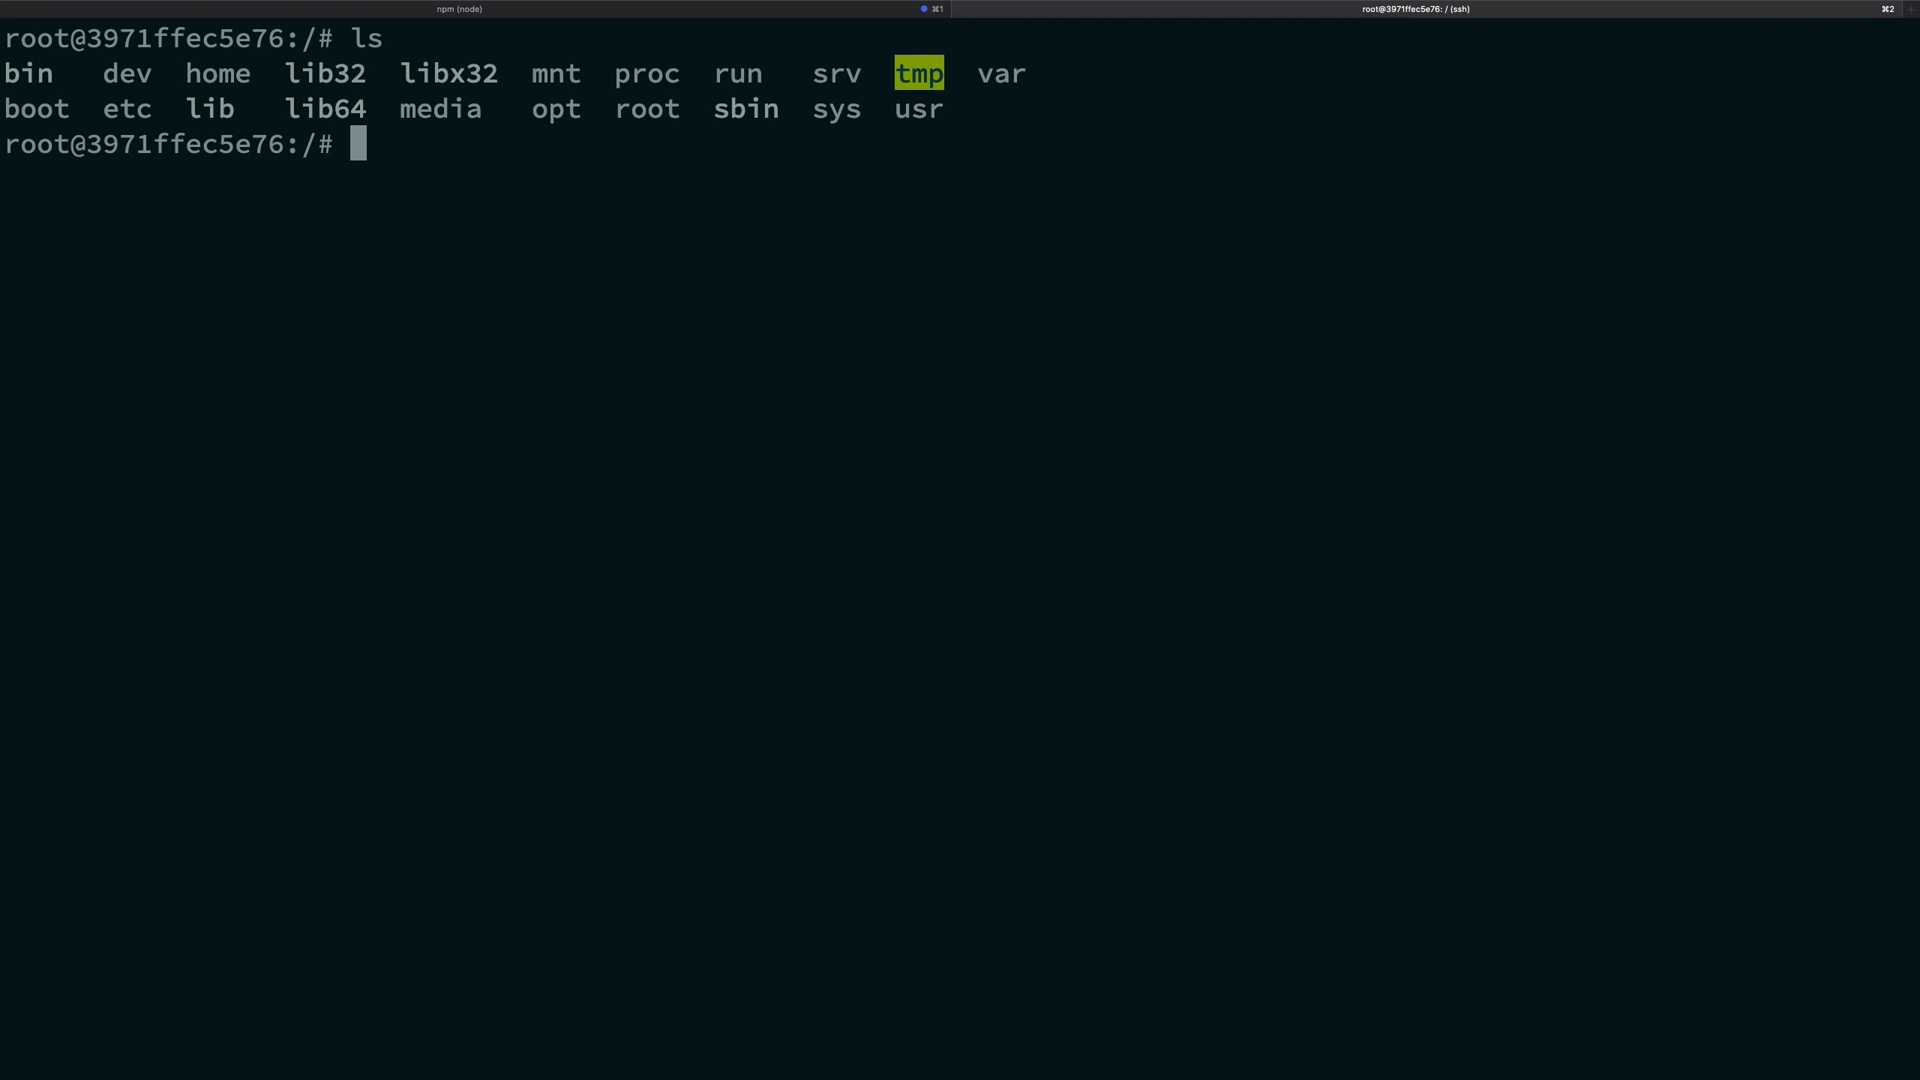 npm (node) ⌘1 root@3971ffec5e76: / (ssh) ⌘2
root@3971ffec5e76:/# ls
bin dev home lib32 libx32 mnt proc run srv tmp var
boot etc lib lib64 media opt root sbin sys usr
root@3971ffec5e76:/#